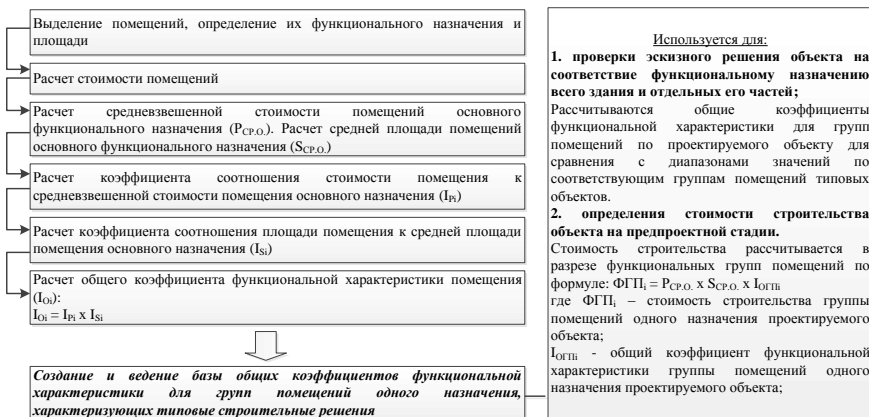 Выделение помещений, определение их функционального назначения и
площади
Расчет стоимости помещений
Расчет средневзвешенной стоимости помещений основного
функционального назначения (PСР.О.). Расчет средней площади помещений
основного функционального назначения (SСР.О.)
Расчет коэффициента соотношения стоимости помещения к
средневзвешенной стоимости помещения основного назначения (IPi)
Расчет коэффициента соотношения площади помещения к средней площади
помещения основного назначения (ISi)
Расчет общего коэффициента функциональной характеристики помещения
(IОi):
IОi = IPi x ISi
Создание и ведение базы общих коэффициентов функциональной
характеристики для групп помещений одного назначения,
характеризующих типовые строительные решения
Используется для:
1. проверки эскизного решения объекта на
соответствие функциональному назначению
всего здания и отдельных его частей;
Рассчитываются общие коэффициенты
функциональной характеристики для групп
помещений по проектируемого объекту для
сравнения с диапазонами значений по
соответствующим группам помещений типовых
объектов.
2. определения стоимости строительства
объекта на предпроектной стадии.
Стоимость строительства рассчитывается в
разрезе функциональных групп помещений по
формуле: ФГПi = PСР.О. x SСР.О. x IОГПi
где ФГПi – стоимость строительства группы
помещений одного назначения проектируемого
объекта;
IОГПi - общий коэффициент функциональной
характеристики группы помещений одного
назначения проектируемого объекта;